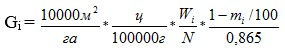 Gᵢ = 10000м²/га * ц/100000г * Wᵢ/N * (1 − mᵢ/100)/0,865